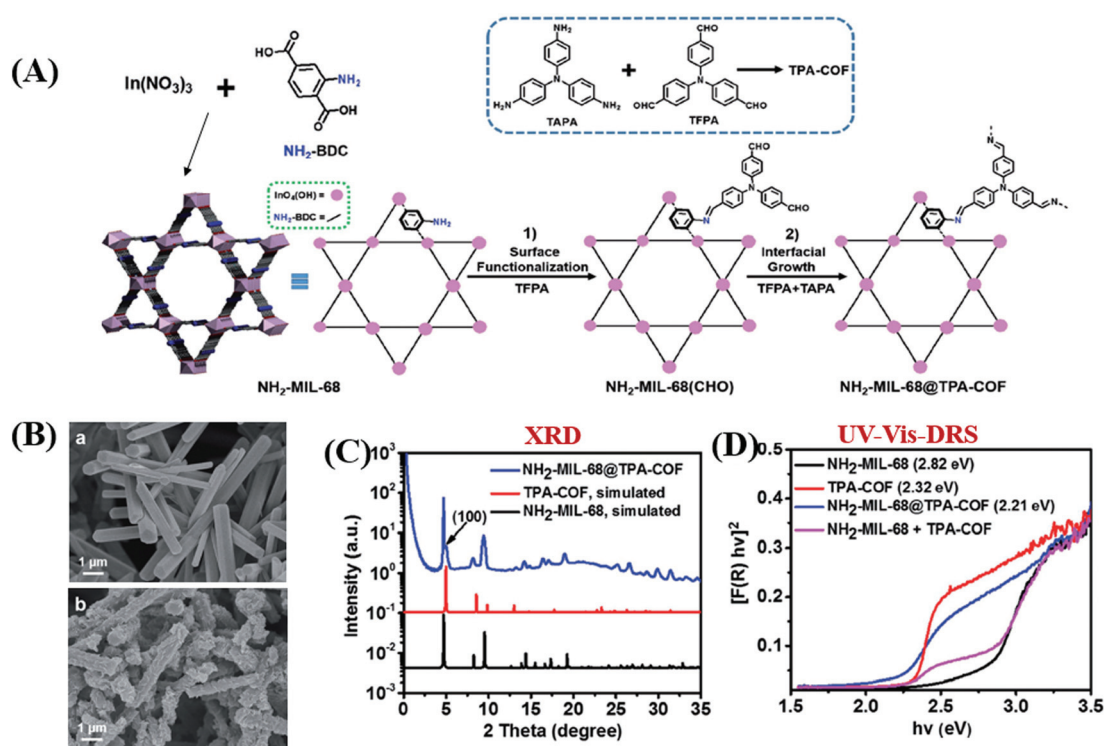 (A)
In(NO3)3
+
HO
O
NH2
OH
O
NH2-BDC
NH2
H2N
N
NH2
TAPA
+
CHO
N
CHO
CHO
TFPA
TPA-COF
InO4(OH) =
NH2-BDC =
NH2
1)
Surface
Functionalization
TFPA
N
N
CHO
CHO
2)
Interfacial
Growth
TFPA+TAPA
N
N
N
N
NH2-MIL-68
NH2-MIL-68(CHO)
NH2-MIL-68@TPA-COF
(B)
a
1 µm
b
1 µm
(C)
XRD
NH2-MIL-68@TPA-COF
TPA-COF, simulated
NH2-MIL-68, simulated
(100)
Intensity (a.u.)
10^3
10^2
10^1
10^0
10^-1
10^-2
10^-3
0 5 10 15 20 25 30 35
2 Theta (degree)
(D)
UV-Vis-DRS
NH2-MIL-68 (2.82 eV)
TPA-COF (2.32 eV)
NH2-MIL-68@TPA-COF (2.21 eV)
NH2-MIL-68 + TPA-COF
[F(R) hv]^2
0.5
0.4
0.3
0.2
0.1
1.5 2.0 2.5 3.0 3.5
hv (eV)